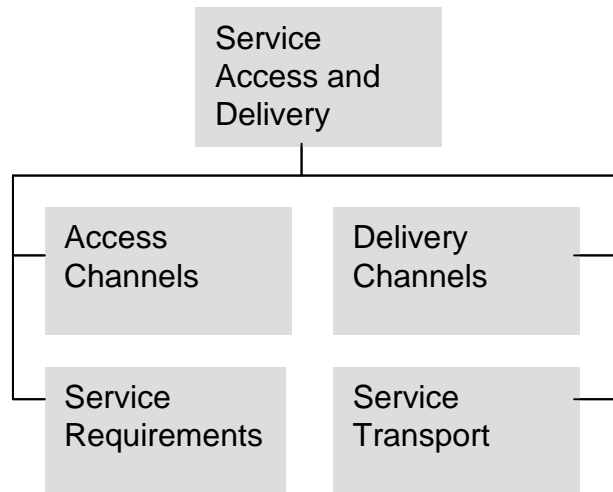 Service
Access and
Delivery
Access
Channels
Delivery
Channels
Service
Requirements
Service
Transport